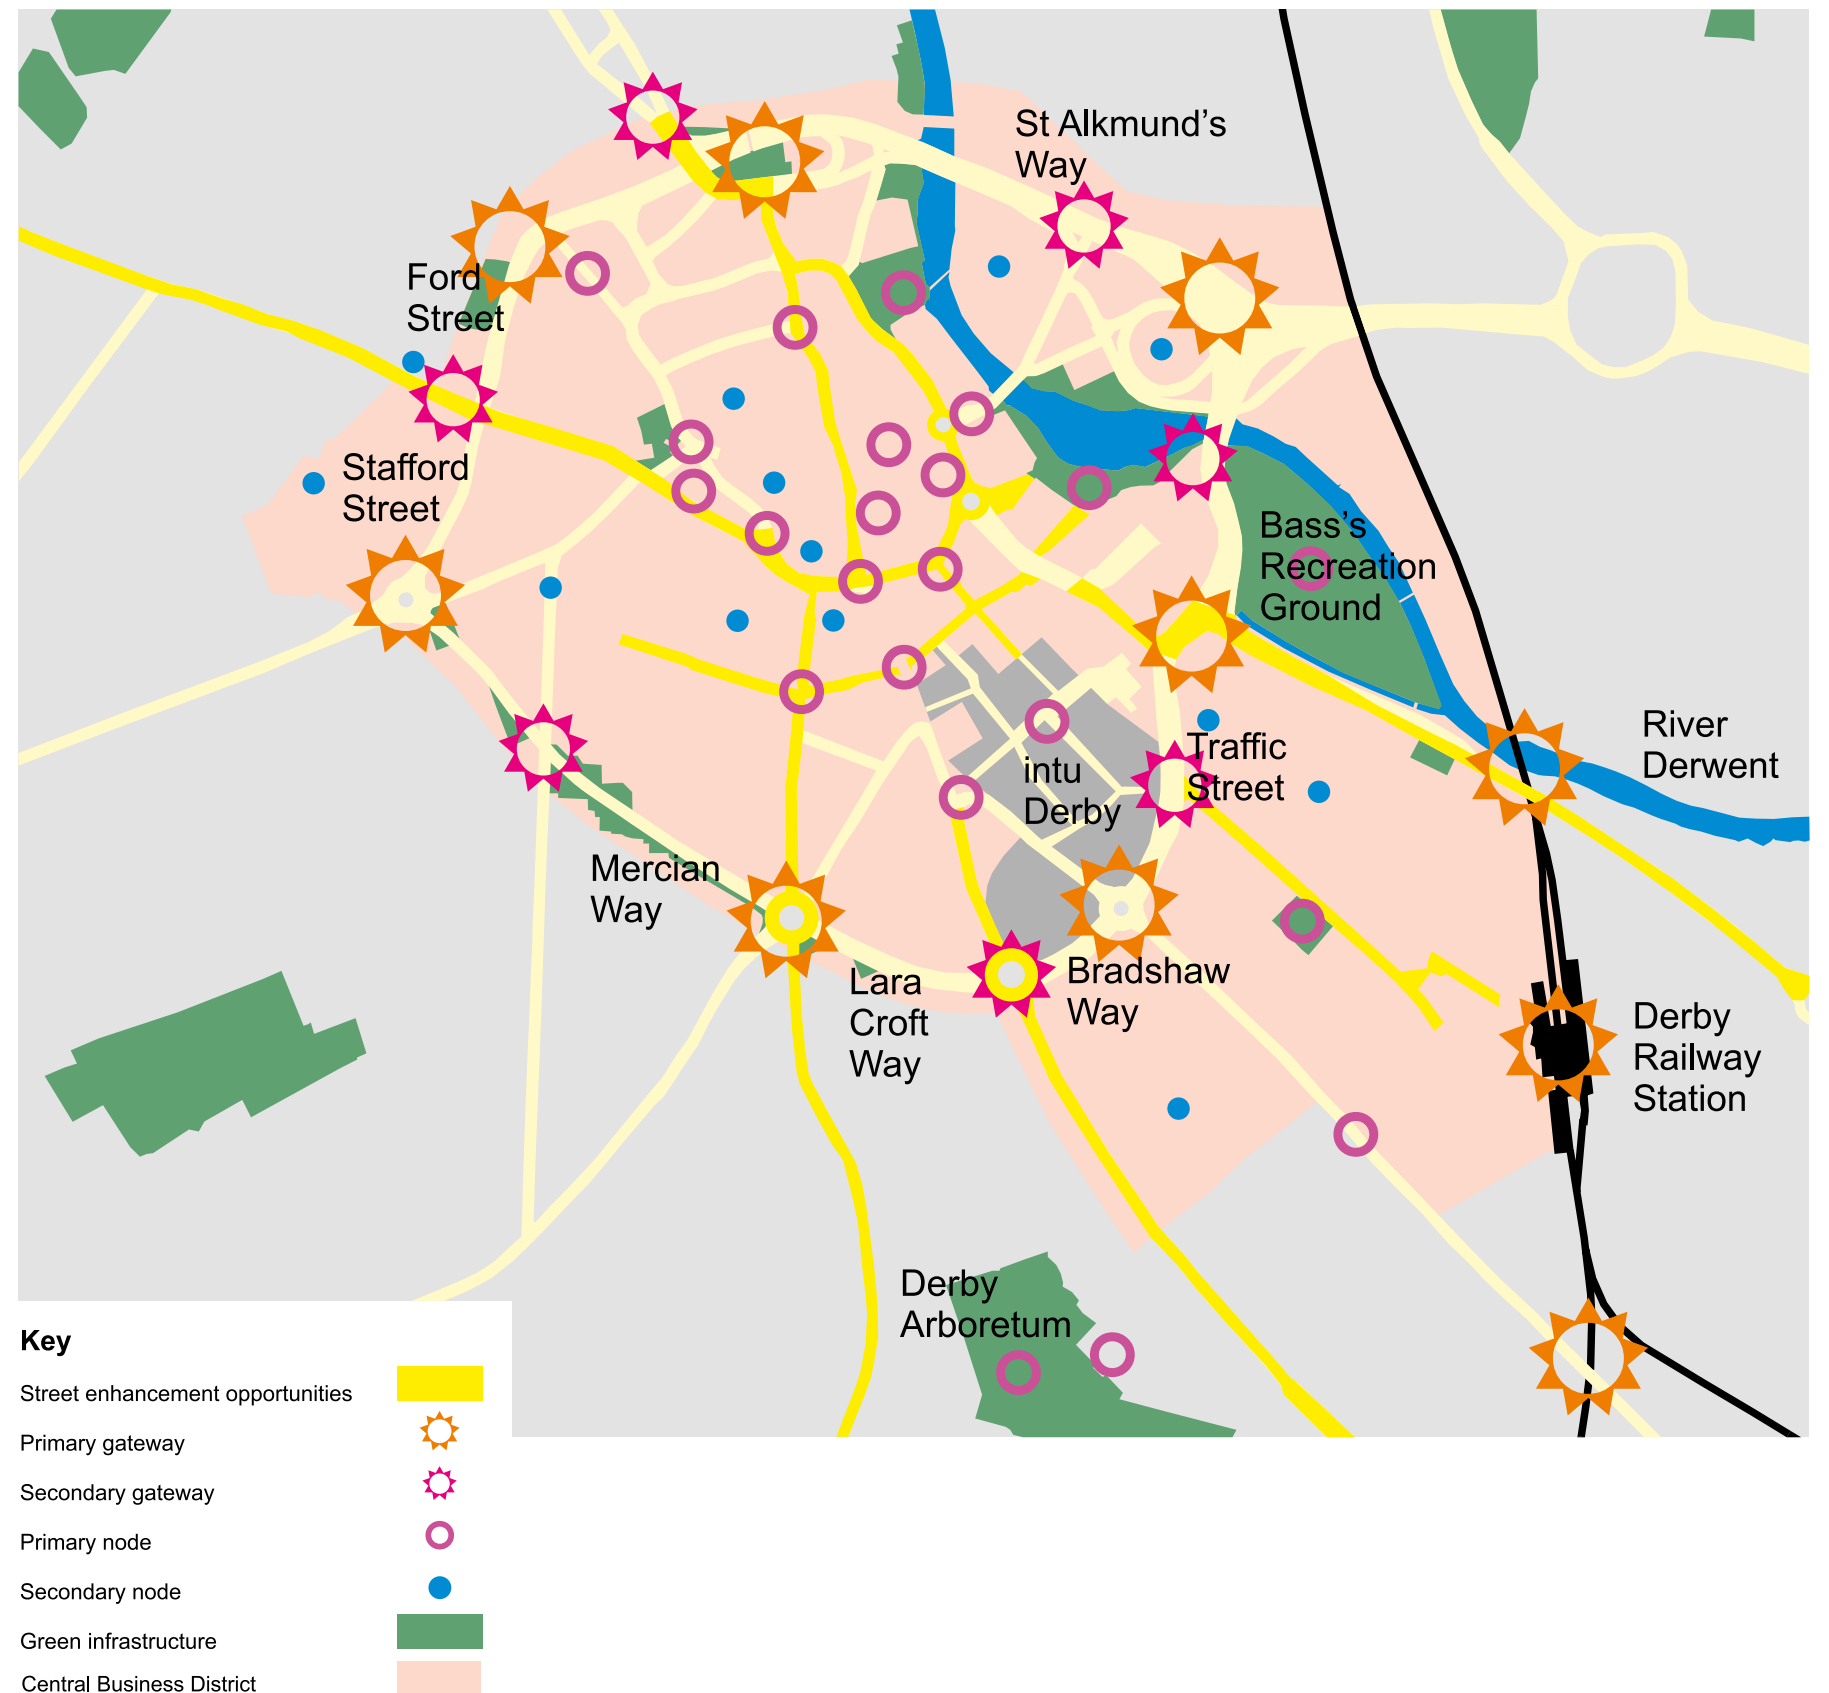 St Alkmund's
Way
Ford
Street
Stafford
Street
Bass's
Recreation
Ground
River
Derwent
Traffic
Street
intu
Derby
Mercian
Way
Lara
Croft
Way
Bradshaw
Way
Derby
Railway
Station
Derby
Arboretum
Key
Street enhancement opportunities
Primary gateway
Secondary gateway
Primary node
Secondary node
Green infrastructure
Central Business District